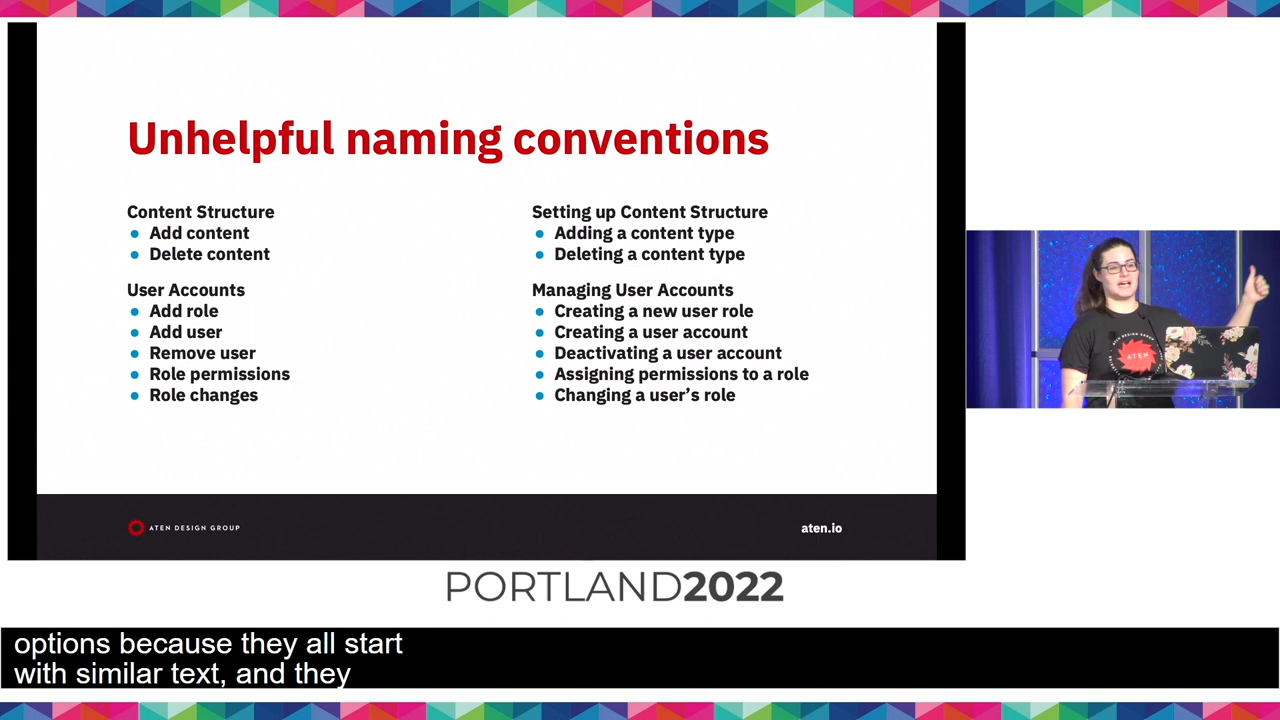 Unhelpful naming conventions
Content Structure
Add content
Delete content
User Accounts
Add role
Add user
Remove user
Role permissions
Role changes
Setting up Content Structure
Adding a content type
Deleting a content type
Managing User Accounts
Creating a new user role
Creating a user account
Deactivating a user account
Assigning permissions to a role
Changing a user’s role
ATEN DESIGN GROUP
aten.io
ATEN
PORTLAND2022
options because they all start
with similar text, and they